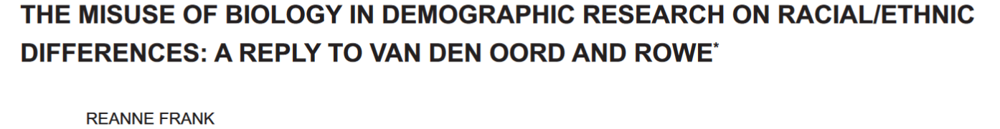 THE MISUSE OF BIOLOGY IN DEMOGRAPHIC RESEARCH ON RACIAL/ETHNIC
DIFFERENCES: A REPLY TO VAN DEN OORD AND ROWE*
REANNE FRANK